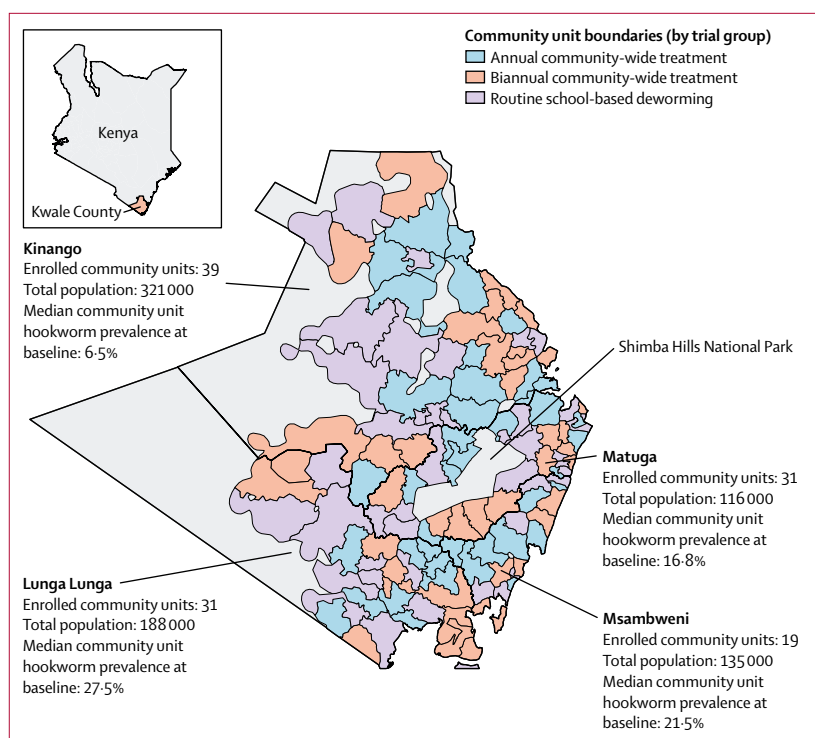 Community unit boundaries (by trial group)
Annual community-wide treatment
Biannual community-wide treatment
Routine school-based deworming
Kenya
Kwale County
Kinango
Enrolled community units: 39
Total population: 321 000
Median community unit
hookworm prevalence at
baseline: 6·5%
Shimba Hills National Park
Matuga
Enrolled community units: 31
Total population: 116 000
Median community unit
hookworm prevalence at
baseline: 16·8%
Lunga Lunga
Enrolled community units: 31
Total population: 188 000
Median community unit
hookworm prevalence at
baseline: 27·5%
Msambweni
Enrolled community units: 19
Total population: 135 000
Median community unit
hookworm prevalence at
baseline: 21·5%